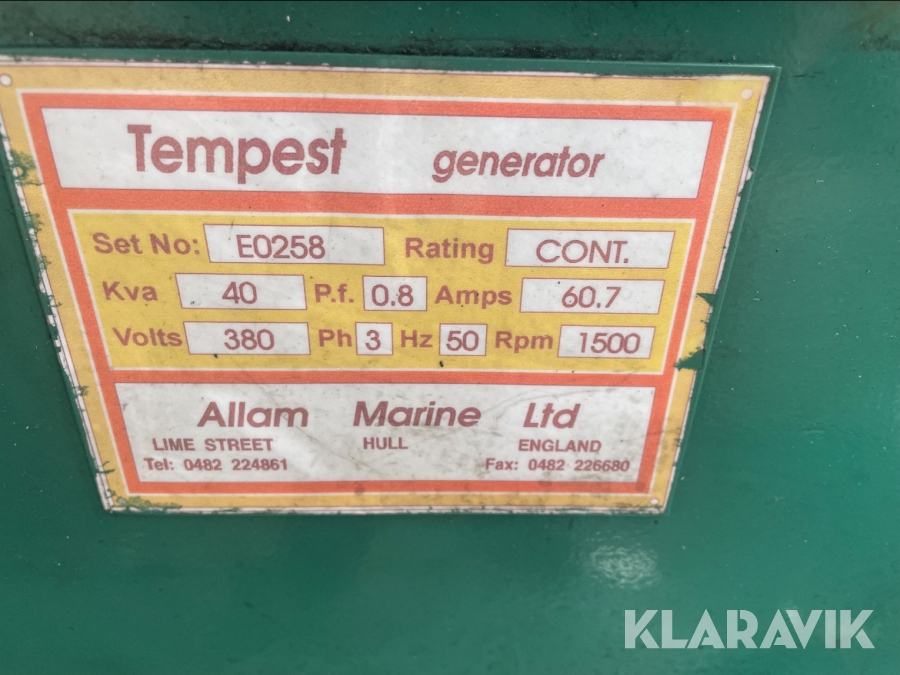 Tempest generator
Set No: E0258 Rating CONT.
Kva 40 P.f. 0.8 Amps 60.7
Volts 380 Ph 3 Hz 50 Rpm 1500
Allam Marine Ltd
LIME STREET HULL ENGLAND
Tel: 0482 224861 Fax: 0482 226680
KLARAVIK